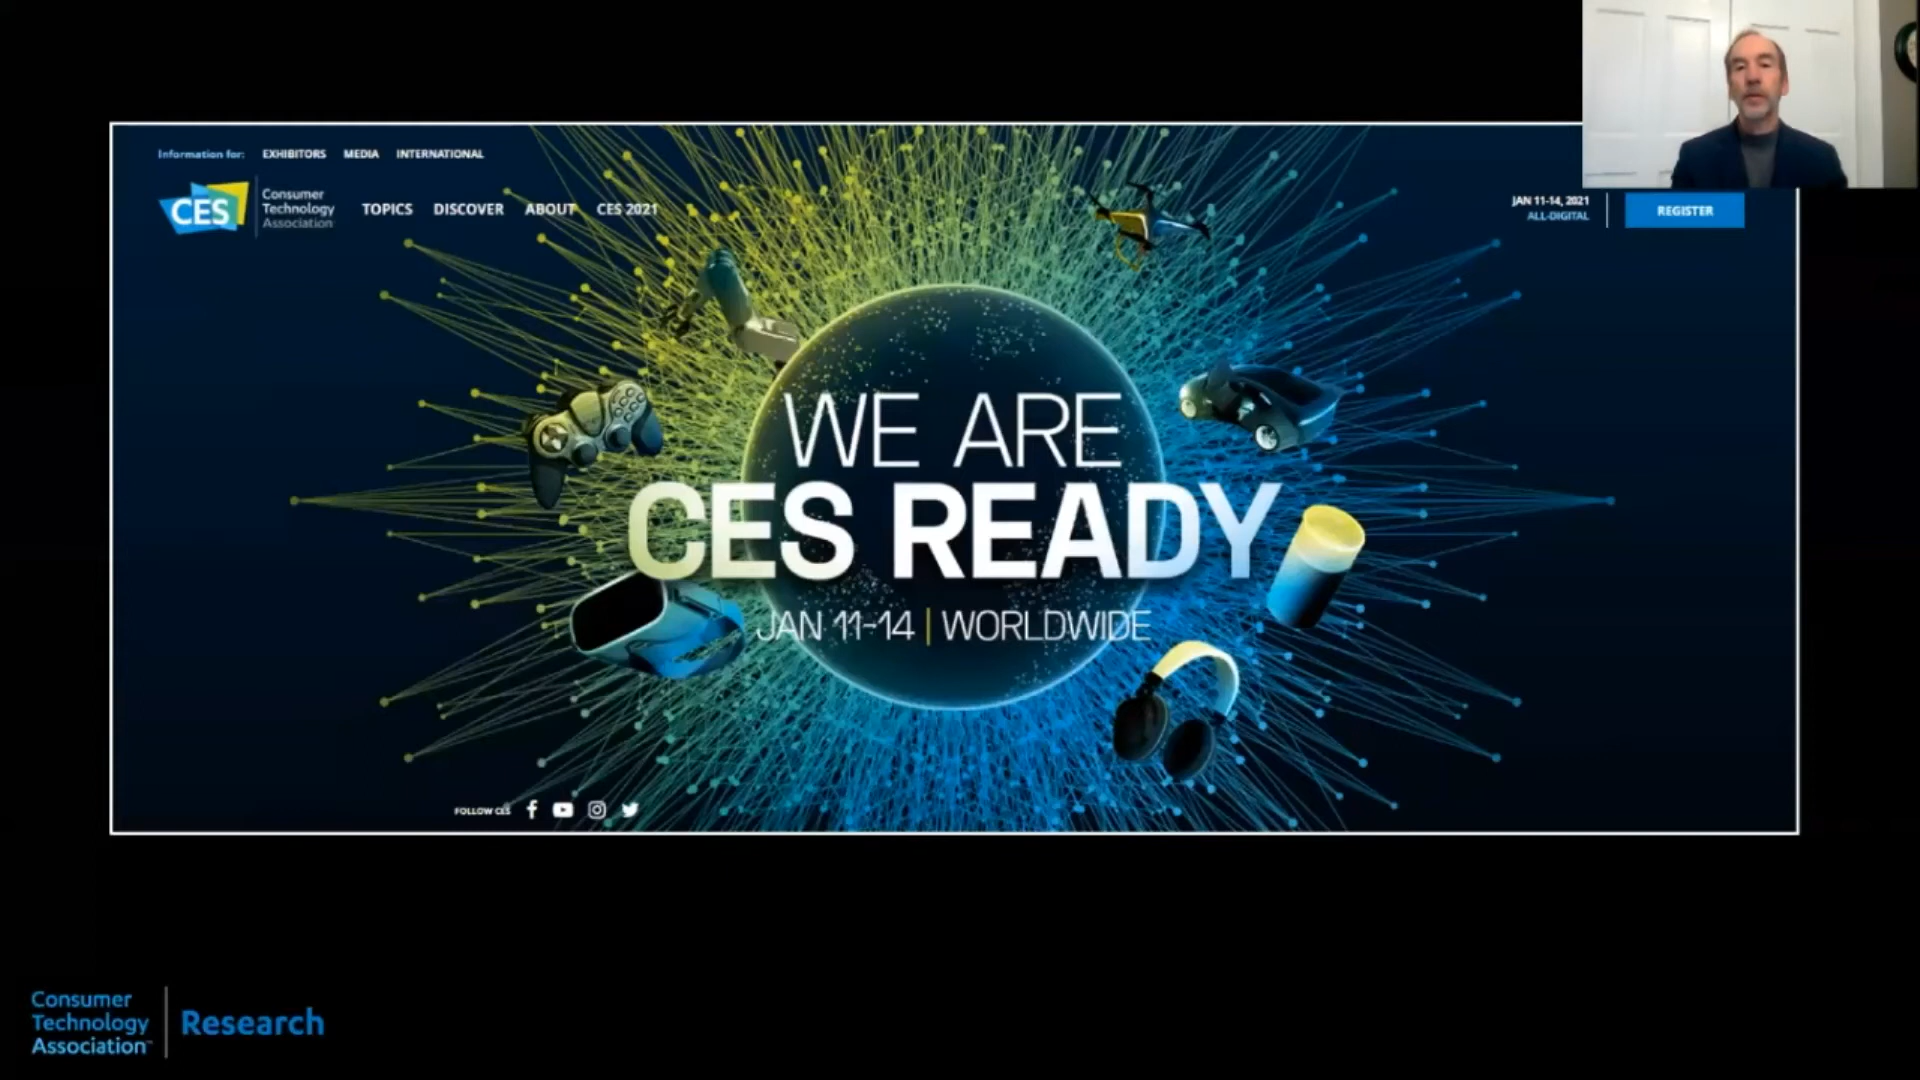 Information for: EXHIBITORS MEDIA INTERNATIONAL
CES
Consumer
Technology
Association
TOPICS DISCOVER ABOUT CES 2021
JAN 11-14, 2021
ALL-DIGITAL
REGISTER
WE ARE
CES READY
JAN 11-14 | WORLDWIDE
FOLLOW CES
Consumer
Technology
Association™
Research